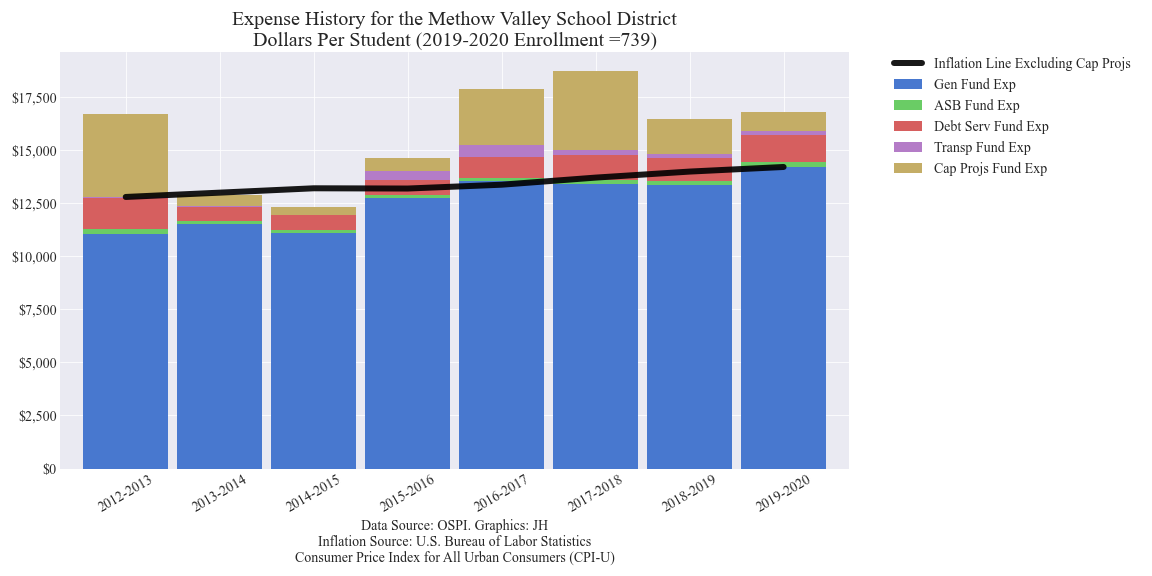 Expense History for the Methow Valley School District
Dollars Per Student (2019-2020 Enrollment =739)
Inflation Line Excluding Cap Projs
Gen Fund Exp
ASB Fund Exp
Debt Serv Fund Exp
Transp Fund Exp
Cap Projs Fund Exp
$17,500
$15,000
$12,500
$10,000
$7,500
$5,000
$2,500
$0
2012-2013
2013-2014
2014-2015
2015-2016
2016-2017
2017-2018
2018-2019
2019-2020
Data Source: OSPI. Graphics: JH
Inflation Source: U.S. Bureau of Labor Statistics
Consumer Price Index for All Urban Consumers (CPI-U)